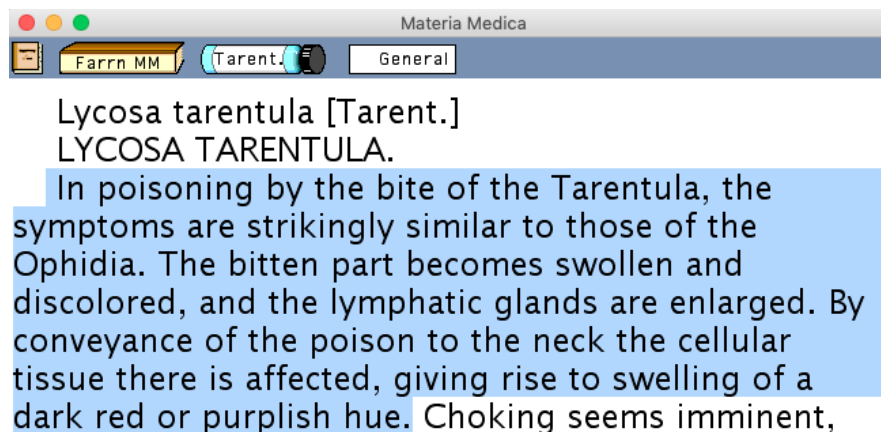 Materia Medica
Farrn MM Tarent. General
Lycosa tarentula [Tarent.]
LYCOSA TARENTULA.
In poisoning by the bite of the Tarentula, the
symptoms are strikingly similar to those of the
Ophidia. The bitten part becomes swollen and
discolored, and the lymphatic glands are enlarged. By
conveyance of the poison to the neck the cellular
tissue there is affected, giving rise to swelling of a
dark red or purplish hue. Choking seems imminent,